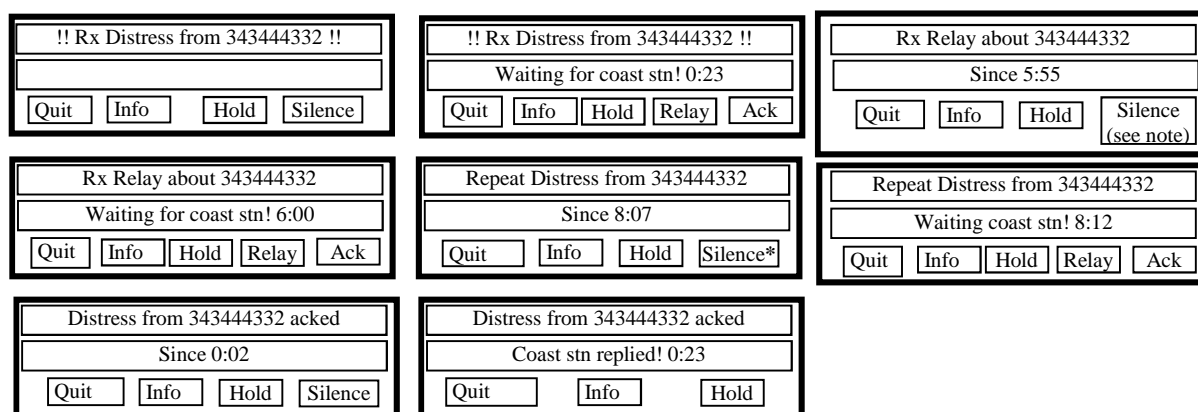 !! Rx Distress from 343444332 !!
Quit Info Hold Silence
!! Rx Distress from 343444332 !!
Waiting for coast stn! 0:23
Quit Info Hold Relay Ack
Rx Relay about 343444332
Since 5:55
Quit Info Hold Silence
(see note)
Rx Relay about 343444332
Waiting for coast stn! 6:00
Quit Info Hold Relay Ack
Repeat Distress from 343444332
Since 8:07
Quit Info Hold Silence*
Repeat Distress from 343444332
Waiting coast stn! 8:12
Quit Info Hold Relay Ack
Distress from 343444332 acked
Since 0:02
Quit Info Hold Silence
Distress from 343444332 acked
Coast stn replied! 0:23
Quit Info Hold